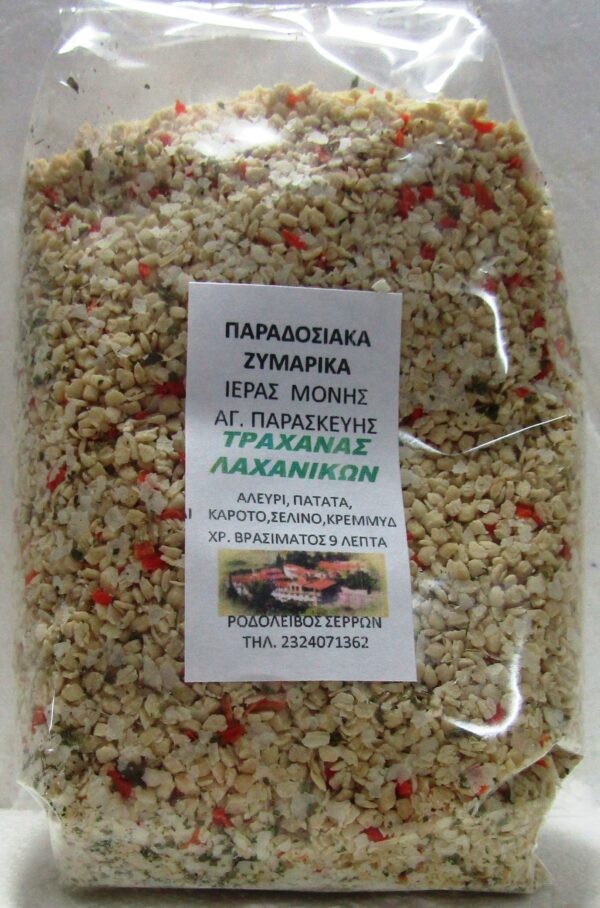 ΠΑΡΑΔΟΣΙΑΚΑ
ΖΥΜΑΡΙΚΑ
ΙΕΡΑΣ ΜΟΝΗΣ
ΑΓ. ΠΑΡΑΣΚΕΥΗΣ
ΤΡΑΧΑΝΑΣ
ΛΑΧΑΝΙΚΩΝ
ΑΛΕΥΡΙ, ΠΑΤΑΤΑ,
ΑΙ ΚΑΡΟΤΟ,ΣΕΛΙΝΟ,ΚΡΕΜΜΥΔ
ΧΡ. ΒΡΑΣΙΜΑΤΟΣ 9 ΛΕΠΤΑ
ΡΟΔΟΛΕΙΒΟΣ ΣΕΡΡΩΝ
ΤΗΛ. 2324071362